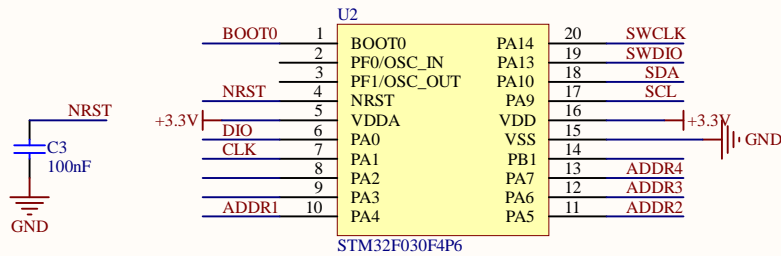 U2
BOOT0 1 BOOT0 PA14 20 SWCLK
2 PF0/OSC_IN PA13 19 SWDIO
3 PF1/OSC_OUT PA10 18 SDA
NRST 4 NRST PA9 17 SCL
+3.3V 5 VDDA VDD 16 +3.3V
DIO 6 PA0 VSS 15 GND
CLK 7 PA1 PB1 14
8 PA2 PA7 13 ADDR4
9 PA3 PA6 12 ADDR3
ADDR1 10 PA4 PA5 11 ADDR2
STM32F030F4P6
NRST
C3
100nF
GND